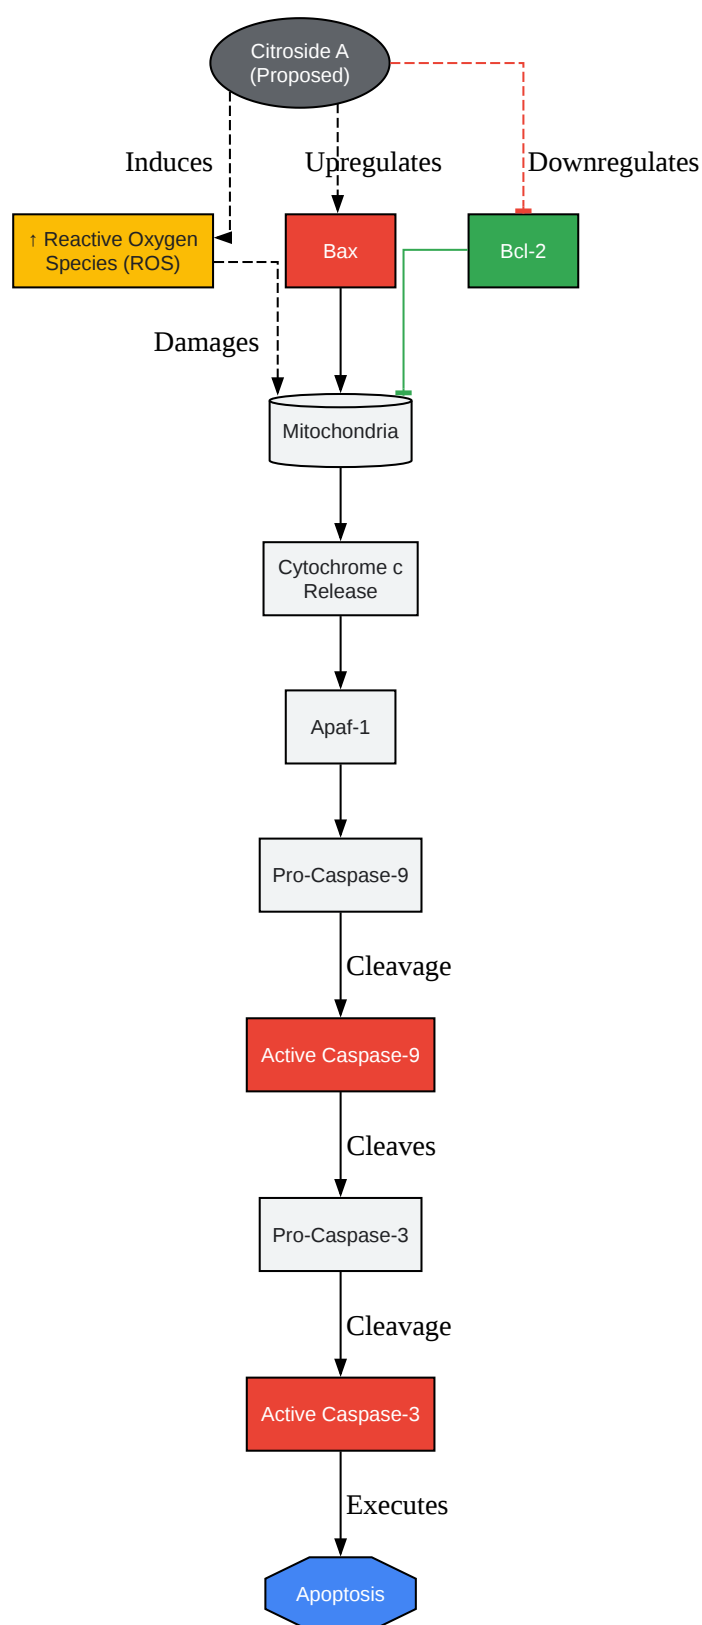 Citroside A
(Proposed)
Induces
Upregulates
Downregulates
↑ Reactive Oxygen
Species (ROS)
Bax
Bcl-2
Damages
Mitochondria
Cytochrome c
Release
Apaf-1
Pro-Caspase-9
Cleavage
Active Caspase-9
Cleaves
Pro-Caspase-3
Cleavage
Active Caspase-3
Executes
Apoptosis